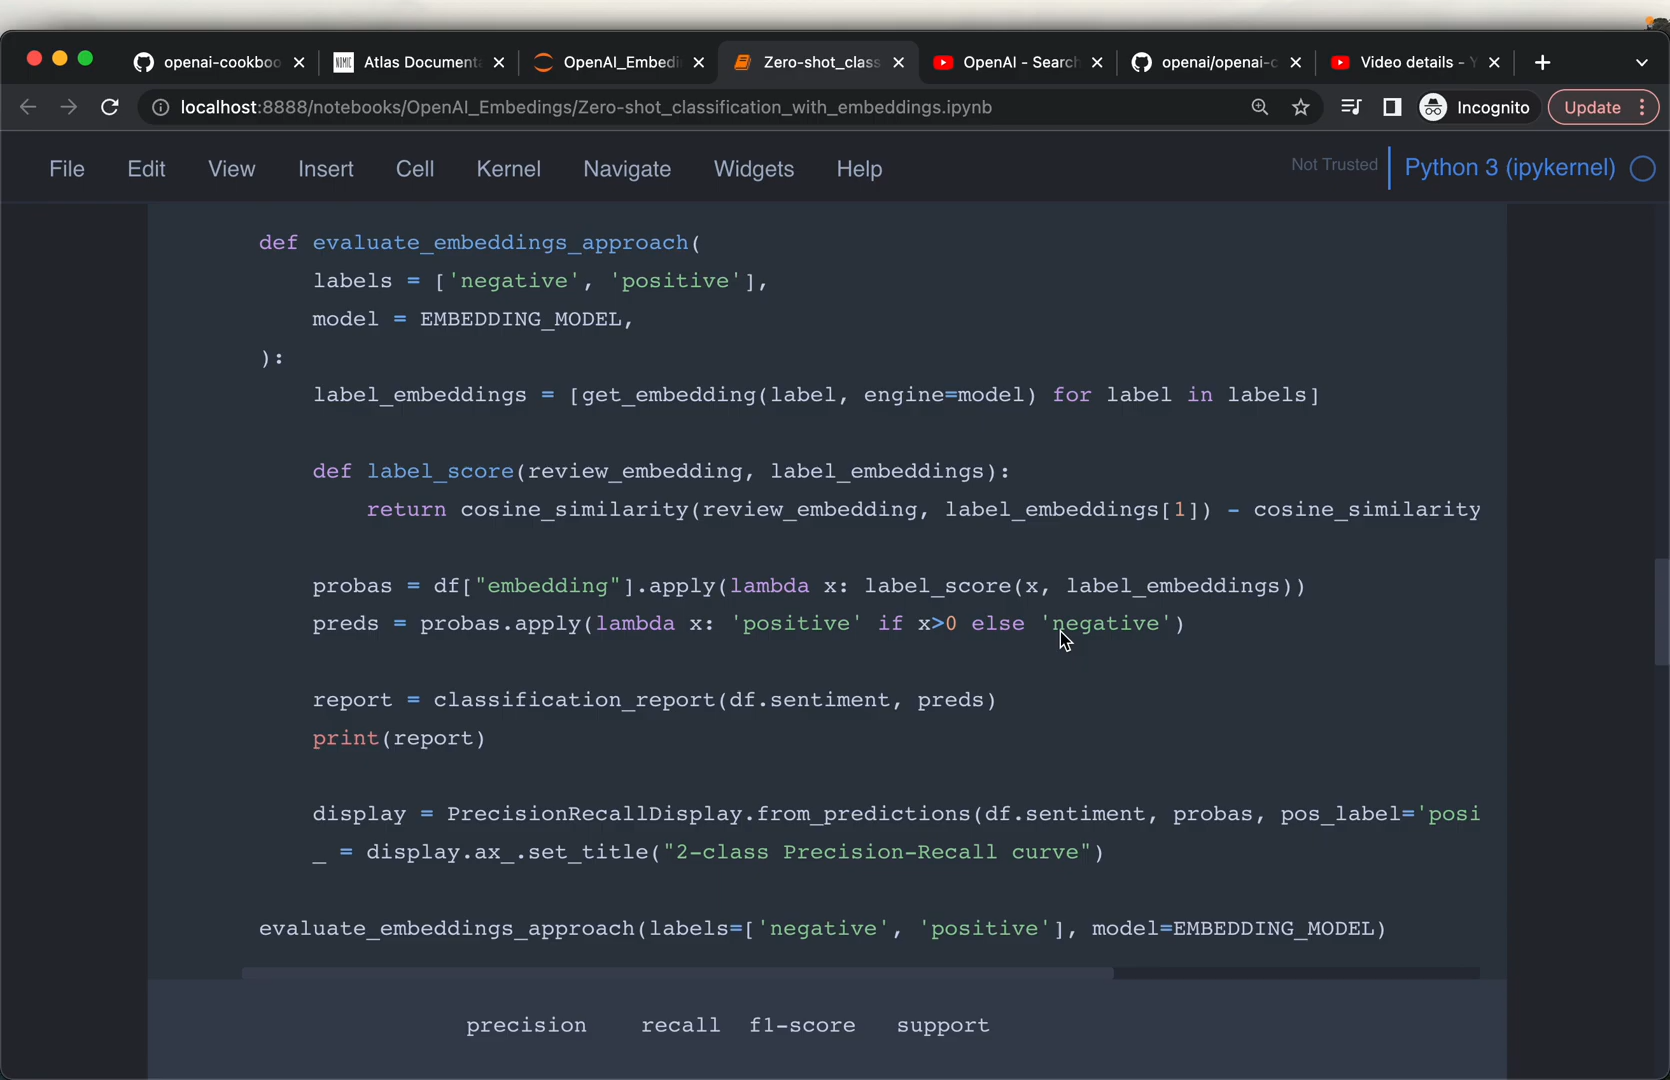 openai-cookbo
Atlas Documenta
OpenAI_Embedi
Zero-shot_class
OpenAI - Search
openai/openai-c
Video details - Y
localhost:8888/notebooks/OpenAI_Embedings/Zero-shot_classification_with_embeddings.ipynb
Incognito
Update
File Edit View Insert Cell Kernel Navigate Widgets Help
Not Trusted
Python 3 (ipykernel)
def evaluate_embeddings_approach(
labels = ['negative', 'positive'],
model = EMBEDDING_MODEL,
):
label_embeddings = [get_embedding(label, engine=model) for label in labels]
def label_score(review_embedding, label_embeddings):
return cosine_similarity(review_embedding, label_embeddings[1]) - cosine_similarity
probas = df["embedding"].apply(lambda x: label_score(x, label_embeddings))
preds = probas.apply(lambda x: 'positive' if x>0 else 'negative')
report = classification_report(df.sentiment, preds)
print(report)
display = PrecisionRecallDisplay.from_predictions(df.sentiment, probas, pos_label='posi
_ = display.ax_.set_title("2-class Precision-Recall curve")
evaluate_embeddings_approach(labels=['negative', 'positive'], model=EMBEDDING_MODEL)
precision recall f1-score support